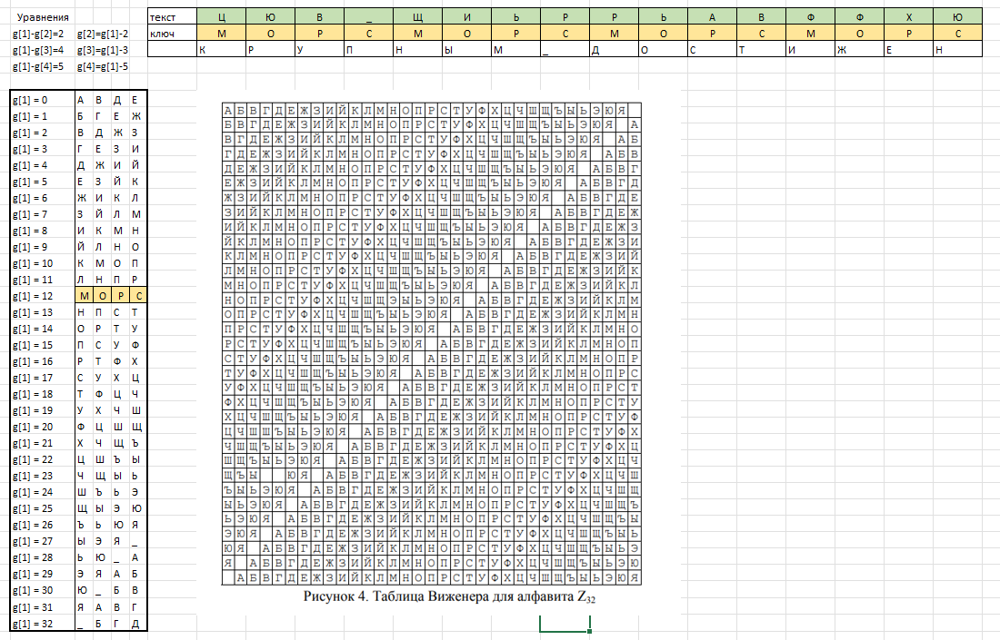 Уравнения
g[1]-g[2]=2 g[2]=g[1]-2
g[1]-g[3]=4 g[3]=g[1]-3
g[1]-g[4]=5 g[4]=g[1]-5
текст Ц Ю В _ Щ И Ь Р Р Ь А В Ф Ф Х Ю
ключ М О Р С М О Р С М О Р С М О Р С
К Р У П Н Ы М _ Д О С Т И Ж Е Н
g[1] = 0 А В Д Е
g[1] = 1 Б Г Е Ж
g[1] = 2 В Д Ж З
g[1] = 3 Г Е З И
g[1] = 4 Д Ж И Й
g[1] = 5 Е З Й К
g[1] = 6 Ж И К Л
g[1] = 7 З Й Л М
g[1] = 8 И К М Н
g[1] = 9 Й Л Н О
g[1] = 10 К М О П
g[1] = 11 Л Н П Р
g[1] = 12 М О Р С
g[1] = 13 Н П С Т
g[1] = 14 О Р Т У
g[1] = 15 П С У Ф
g[1] = 16 Р Т Ф Х
g[1] = 17 С У Х Ц
g[1] = 18 Т Ф Ц Ч
g[1] = 19 У Х Ч Ш
g[1] = 20 Ф Ц Ш Щ
g[1] = 21 Х Ч Щ Ъ
g[1] = 22 Ц Ш Ъ Ы
g[1] = 23 Ч Щ Ы Ь
g[1] = 24 Ш Ъ Ь Э
g[1] = 25 Щ Ы Э Ю
g[1] = 26 Ъ Ь Ю Я
g[1] = 27 Ы Э Я _
g[1] = 28 Ь Ю _ А
g[1] = 29 Э Я А Б
g[1] = 30 Ю _ Б В
g[1] = 31 Я А В Г
g[1] = 32 _ Б Г Д
АБВГДЕЖЗИЙКЛМНОПРСТУФХЦЧШЩЪЫЬЭЮЯ
БВГДЕЖЗИЙКЛМНОПРСТУФХЦЧШЩЪЫЬЭЮЯ А
ВГДЕЖЗИЙКЛМНОПРСТУФХЦЧШЩЪЫЬЭЮЯ АБ
ГДЕЖЗИЙКЛМНОПРСТУФХЦЧШЩЪЫЬЭЮЯ АБВ
ДЕЖЗИЙКЛМНОПРСТУФХЦЧШЩЪЫЬЭЮЯ АБВГ
ЕЖЗИЙКЛМНОПРСТУФХЦЧШЩЪЫЬЭЮЯ АБВГД
ЖЗИЙКЛМНОПРСТУФХЦЧШЩЪЫЬЭЮЯ АБВГДЕ
ЗИЙКЛМНОПРСТУФХЦЧШЩЪЫЬЭЮЯ АБВГДЕЖ
ИЙКЛМНОПРСТУФХЦЧШЩЪЫЬЭЮЯ АБВГДЕЖЗ
ЙКЛМНОПРСТУФХЦЧШЩЪЫЬЭЮЯ АБВГДЕЖЗИ
КЛМНОПРСТУФХЦЧШЩЪЫЬЭЮЯ АБВГДЕЖЗИЙ
ЛМНОПРСТУФХЦЧШЩЪЫЬЭЮЯ АБВГДЕЖЗИЙК
МНОПРСТУФХЦЧШЩЪЫЬЭЮЯ АБВГДЕЖЗИЙКЛ
НОПРСТУФХЦЧШЩЭЫЬЭЮЯ АБВГДЕЖЗИЙКЛМ
ОПРСТУФХЦЧШЩЪЫЬЭЮЯ АБВГДЕЖЗИЙКЛМН
ПРСТУФХЦЧШЩЪЫЬЭЮЯ АБВГДЕЖЗИЙКЛМНО
РСТУФХЦЧШЩЪЫЬЭЮЯ АБВГДЕЖЗИЙКЛМНОП
СТУФХЦЧШЩЪЫЬЭЮЯ АБВГДЕЖЗИЙКЛМНОПР
ТУФХЦЧШЩЪЫЬЭЮЯ АБВГДЕЖЗИЙКЛМНОПРС
УФХЦЧШЩЪЫЬЭЮЯ АБВГДЕЖЗИЙКЛМНОПРСТ
ФХЦЧШЩЪЫЬЭЮЯ АБВГДЕЖЗИЙКЛМНОПРСТУ
ХЦЧШЩЪЫЬЭЮЯ АБВГДЕЖЗИЙКЛМНОПРСТУФ
ЦЧШШЪЫЬЭЮЯ АБВГДЕЖЗИЙКЛМНОПРСТУФХ
ЧШЩЪЫЬЭЮЯ АБВГДЕЖЗИЙКЛМНОПРСТУФХЦ
ШЩЪЫЬЭЮЯ АБВГДЕЖЗИЙКЛМНОПРСТУФХЦЧ
ЩЪЫ ЮЯ АБВГДЕЖЗИЙКЛМНОПРСТУФХЦЧШ
ЪЫЬЭЮЯ АБВГДЕЖЗИЙКЛМНОПРСТУФХЦЧШЩ
ЫЬЭЮЯ АБВГДЕЖЗИЙКЛМНОПРСТУФХЦЧШЩЪ
ЬЭЮЯ АБВГДЕЖЗИЙКЛМНОПРСТУФХЦЧШЩЪЫ
ЭЮЯ АБВГДЕЖЗИЙКЛМНОПРСТУФХЦЧШЩЪЫЬ
ЮЯ АБВГДЕЖЗИЙКЛМНОПРСТУФХЦЧШЩЪЫЬЭ
Я АБВГДЕЖЗИЙКЛМНОПРСТУФХЦЧШЩЪЫЬЭЮ
АБВГДЕЖЗИЙКЛМНОПРСТУФХЦЧШЩЪЫЬЭЮЯ
Рисунок 4. Таблица Виженера для алфавита Z32